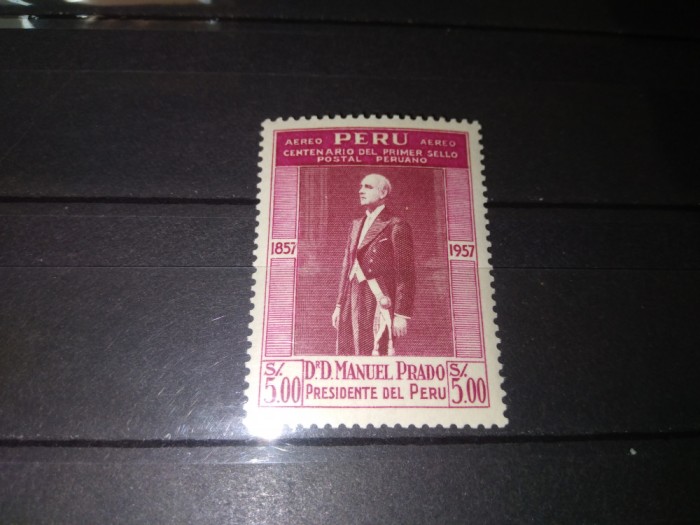 AEREO PERU AEREO
CENTENARIO DEL PRIMER SELLO
POSTAL PERUANO
1857 1957
S/. 5.00 DR D. MANUEL PRADO S/. 5.00
PRESIDENTE DEL PERU